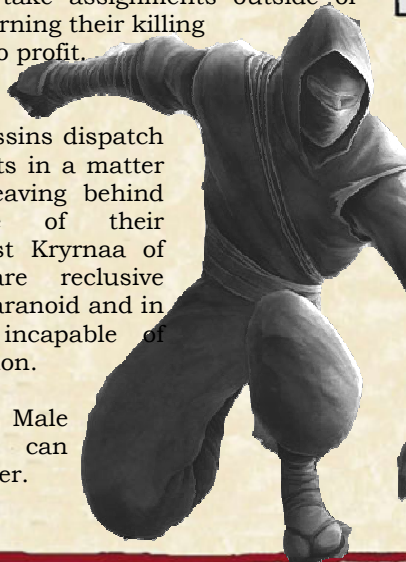 take assignments outside of
rning their killing
o profit.
ssins dispatch
ts in a matter
eaving behind
e of their
st Kryrnaa of
are reclusive
aranoid and in
incapable of
ion.
Male
can
er.